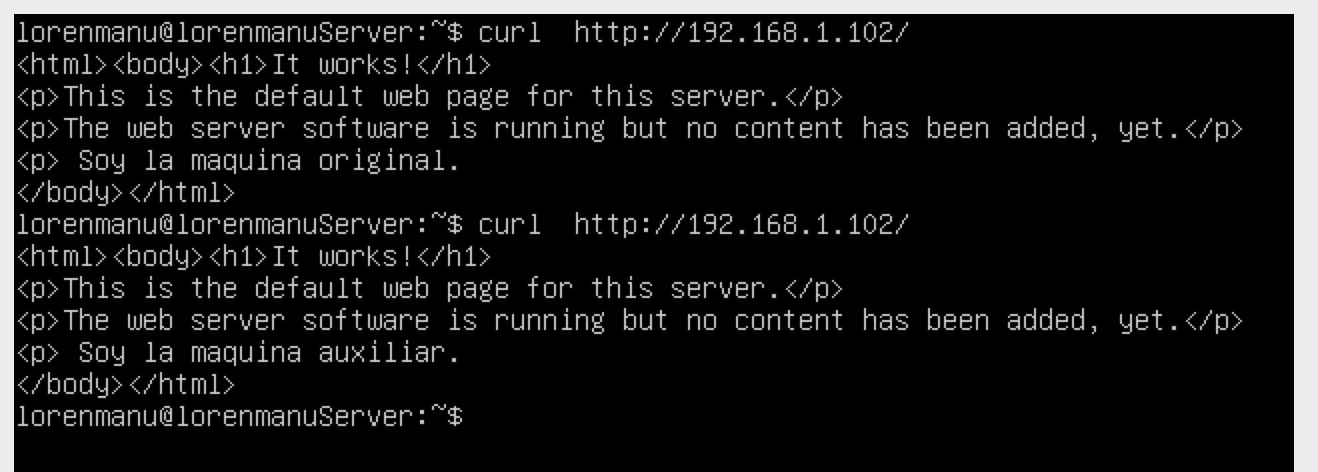 lorenmanu@lorenmanuServer:~$ curl  http://192.168.1.102/
<html><body><h1>It works!</h1>
<p>This is the default web page for this server.</p>
<p>The web server software is running but no content has been added, yet.</p>
<p> Soy la maquina original.
</body></html>
lorenmanu@lorenmanuServer:~$ curl  http://192.168.1.102/
<html><body><h1>It works!</h1>
<p>This is the default web page for this server.</p>
<p>The web server software is running but no content has been added, yet.</p>
<p> Soy la maquina auxiliar.
</body></html>
lorenmanu@lorenmanuServer:~$